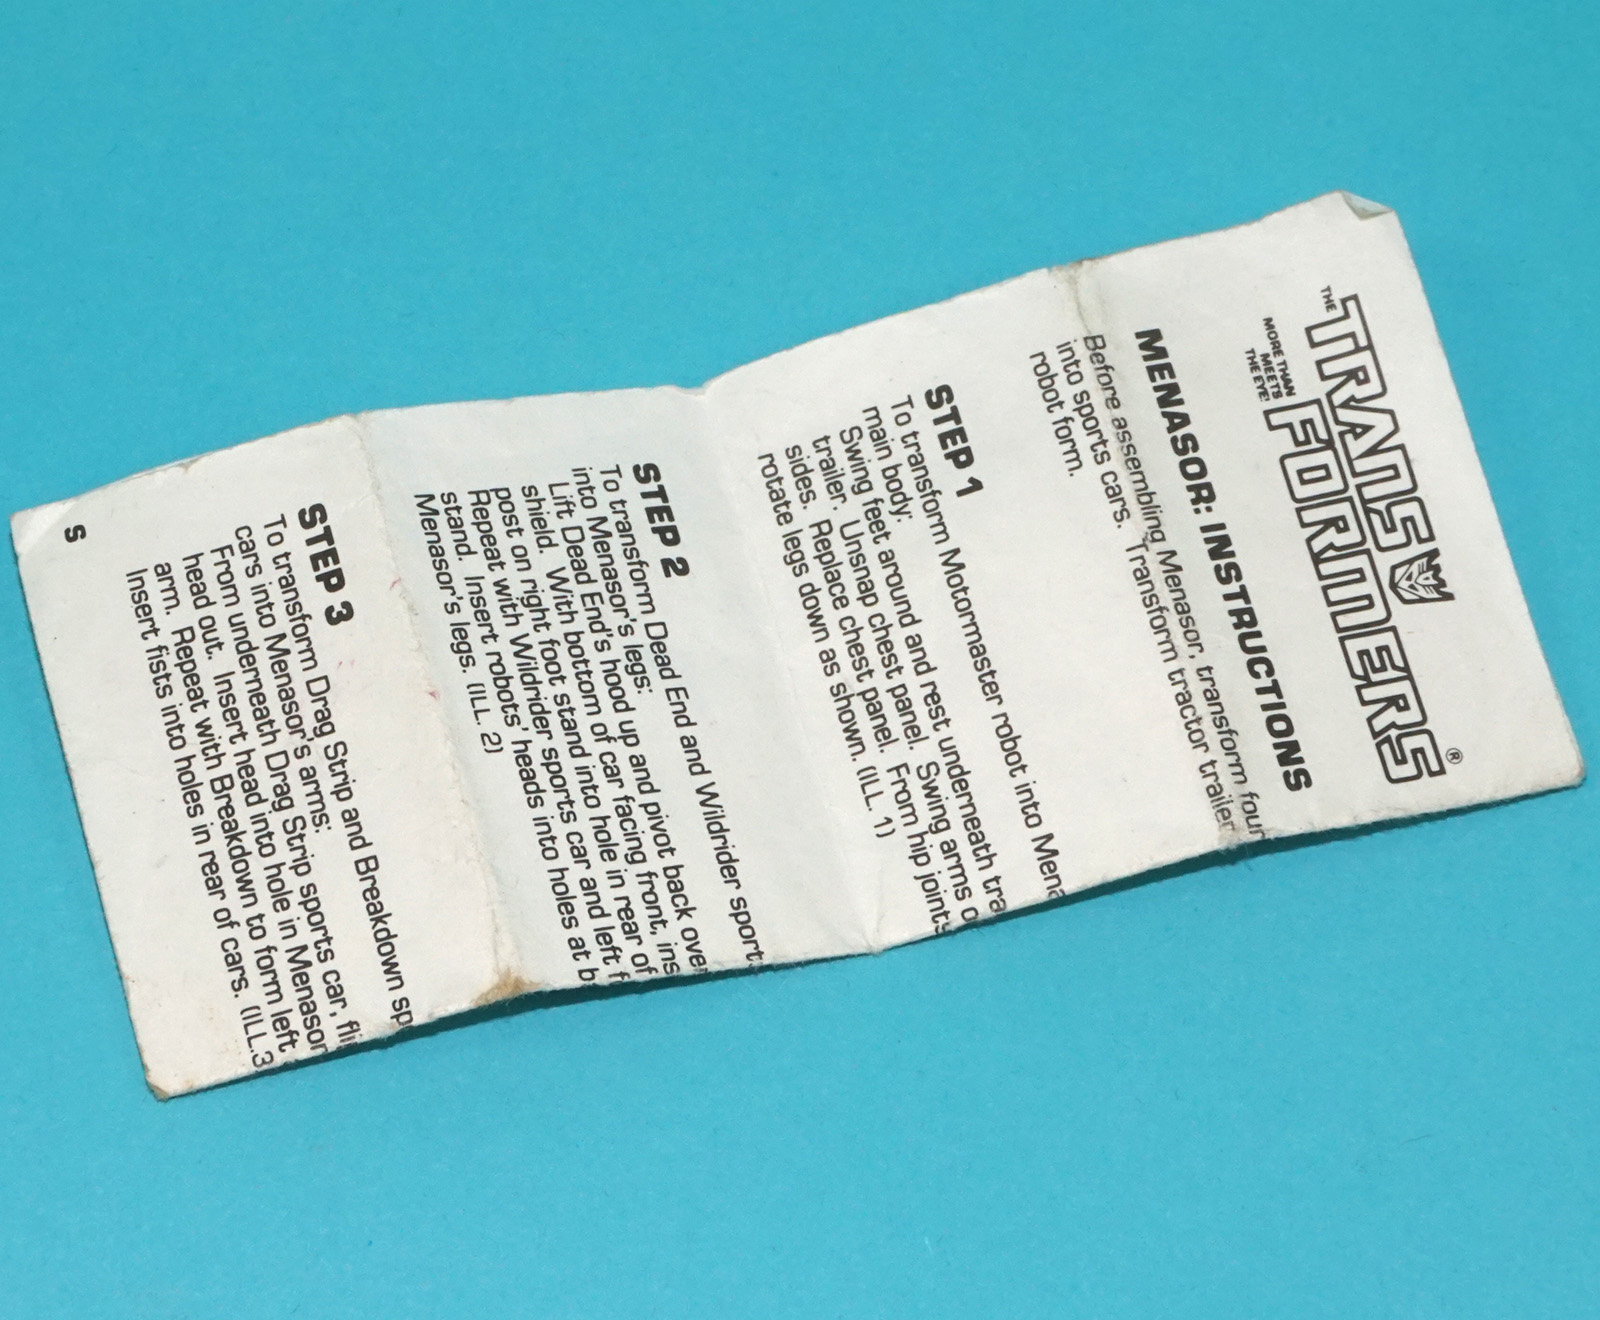 THE TRANS
MORE THAN
MEETS
THE EYE!
FORMERS®
MENASOR: INSTRUCTIONS
Before assembling Menasor, transform four
into sports cars. Transform tractor trailer
robot form.
STEP 1
To transform Motormaster robot into Mena
main body:
Swing feet around and rest underneath tra
trailer. Unsnap chest panel. Swing arms o
sides. Replace chest panel. From hip joints
rotate legs down as shown. (ILL. 1)
STEP 2
To transform Dead End and Wildrider sports
into Menasor's legs:
Lift Dead End's hood up and pivot back over
shield. With bottom of car facing front, ins
post on right foot stand into hole in rear of
Repeat with Wildrider sports car and left f
stand. Insert robots' heads into holes at b
Menasor's legs. (ILL. 2)
STEP 3
To transform Drag Strip and Breakdown spo
cars into Menasor's arms:
From underneath Drag Strip sports car, fli
head out. Insert head into hole in Menasor
arm. Repeat with Breakdown to form left
Insert fists into holes in rear of cars. (ILL.3
S